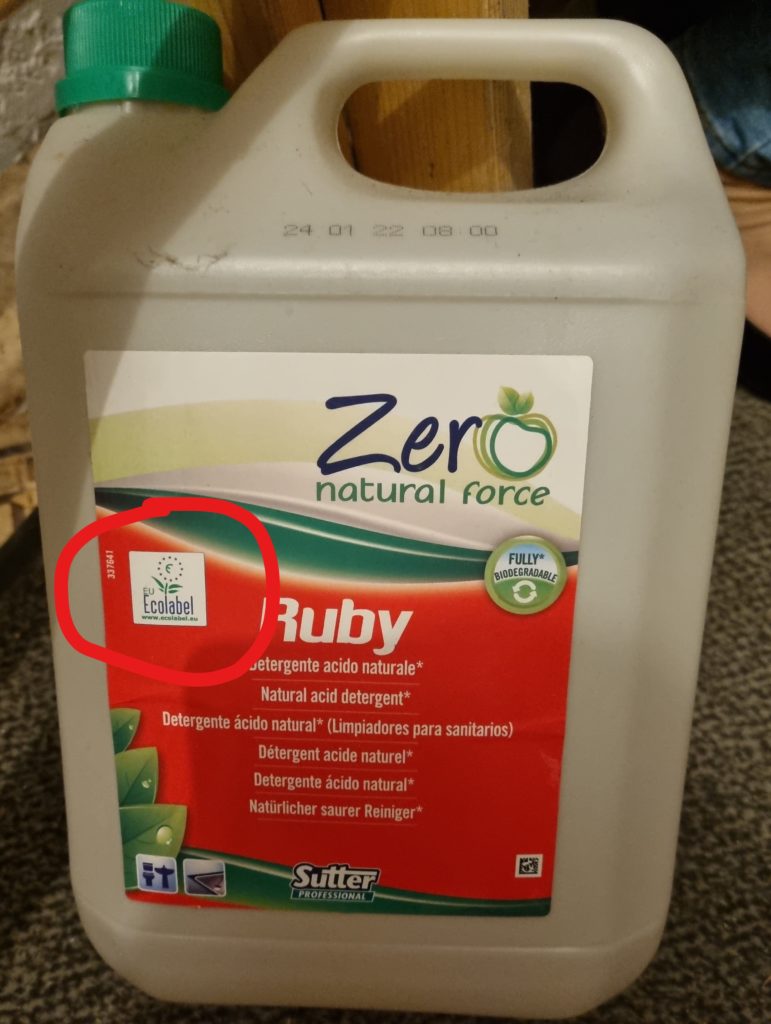 24 01 22 08:00
Zero
natural force
FULLY*
BIODEGRADABLE
337641
€
EU
Ecolabel
www.ecolabel.eu
Ruby
Detergente acido naturale*
Natural acid detergent*
Detergente ácido natural* (Limpiadores para sanitarios)
Détergent acide naturel*
Detergente ácido natural*
Natürlicher saurer Reiniger*
Sutter
PROFESSIONAL